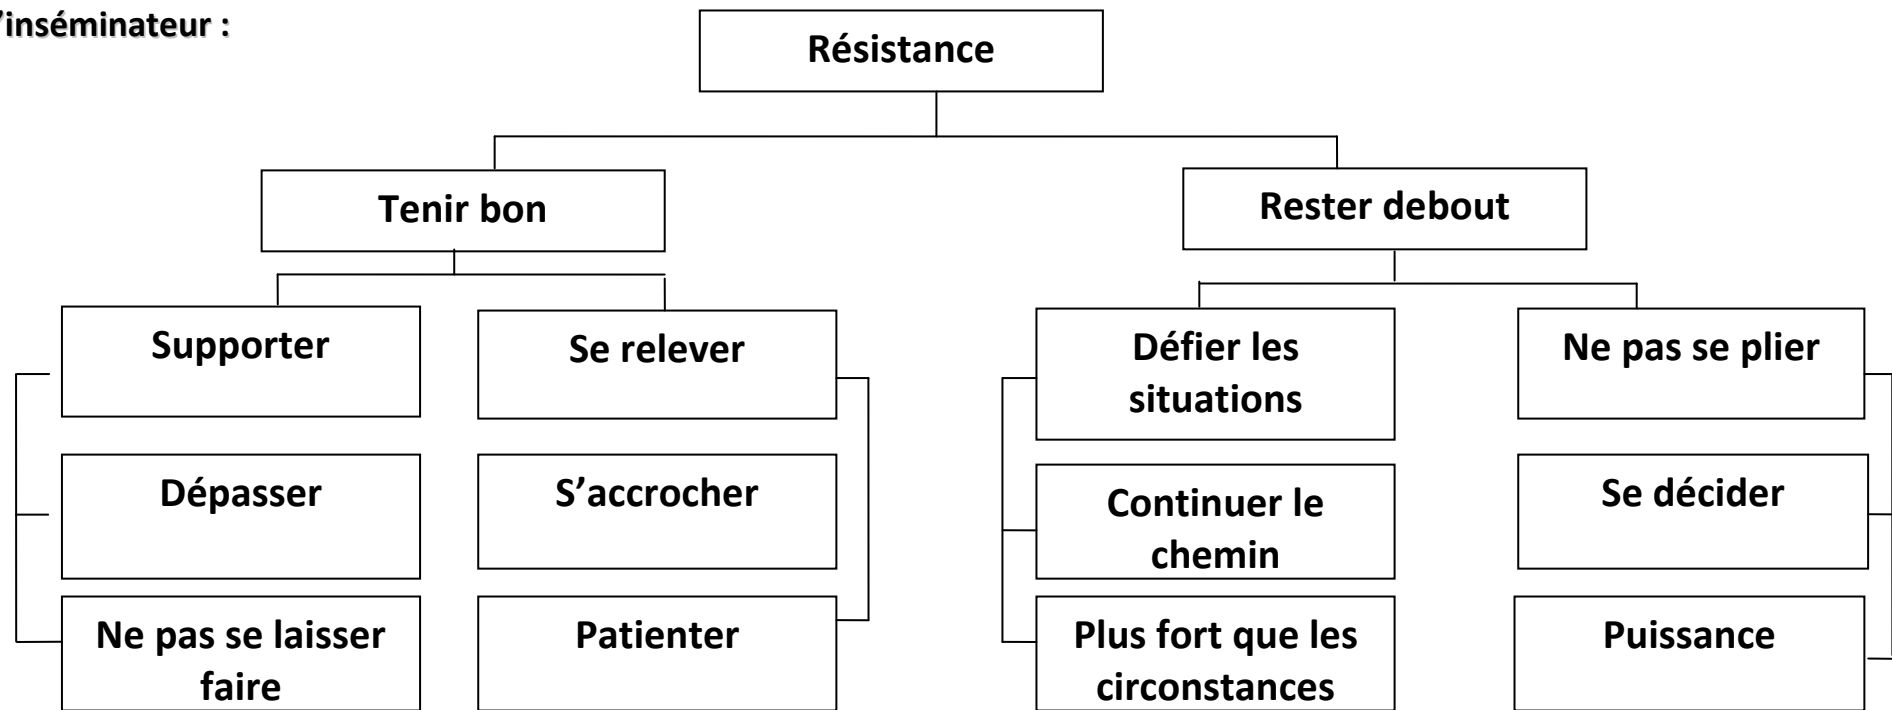 'inséminateur :
Résistance
Tenir bon
Rester debout
Supporter
Se relever
Défier les
situations
Ne pas se plier
Dépasser
S'accrocher
Continuer le
chemin
Se décider
Ne pas se laisser
faire
Patienter
Plus fort que les
circonstances
Puissance